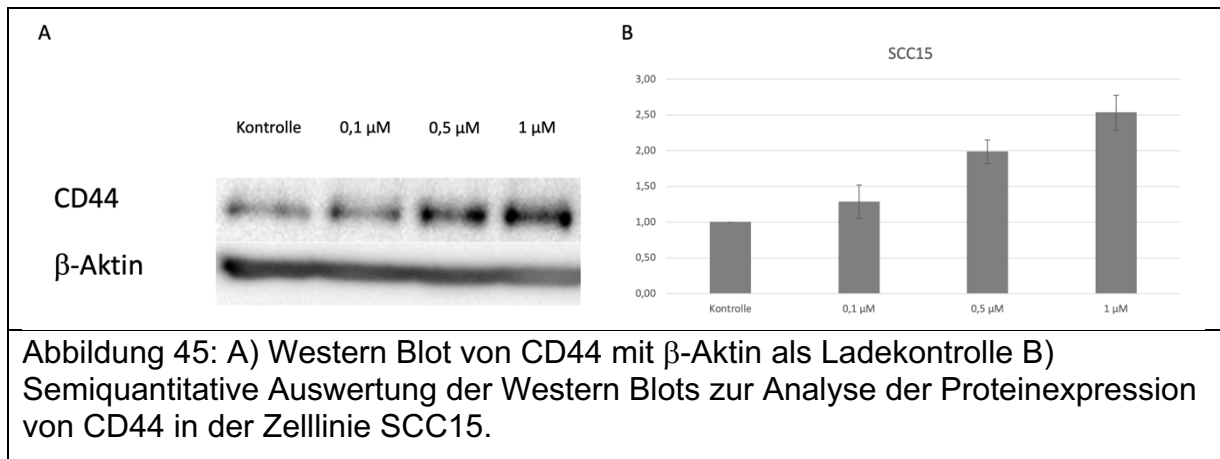 A
Kontrolle 0,1 µM 0,5 µM 1 µM
CD44
β-Aktin
B
SCC15
3,00
2,50
2,00
1,50
1,00
0,50
0,00
Kontrolle 0,1 µM 0,5 µM 1 µM
Abbildung 45: A) Western Blot von CD44 mit β-Aktin als Ladekontrolle B)
Semiquantitative Auswertung der Western Blots zur Analyse der Proteinexpression
von CD44 in der Zelllinie SCC15.